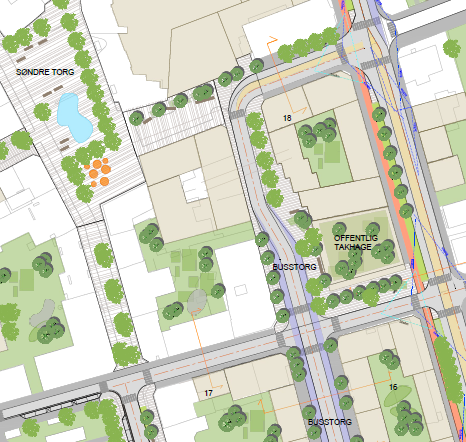 SØNDRE TORG
18
OFFENTLIG
TAKHAGE
BUSSTORG
17
16
BUSSTORG